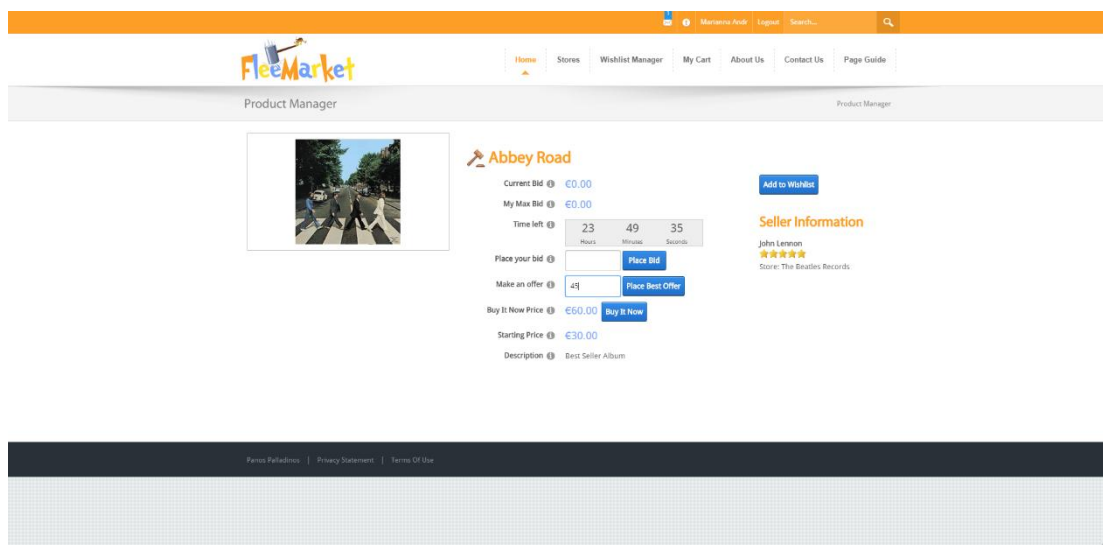 1
Marianna Andr Logout Search...
FleeMarket
Home Stores Wishlist Manager My Cart About Us Contact Us Page Guide
Product Manager
Product Manager
Abbey Road
Current Bid €0.00
My Max Bid €0.00
Time left 23 49 35
Hours Minutes Seconds
Place your bid Place Bid
Make an offer 45 Place Best Offer
Buy It Now Price €60.00 Buy It Now
Starting Price €30.00
Description Best Seller Album
Add to Wishlist
Seller Information
John Lennon
Store: The Beatles Records
Panos Palladinos | Privacy Statement | Terms Of Use